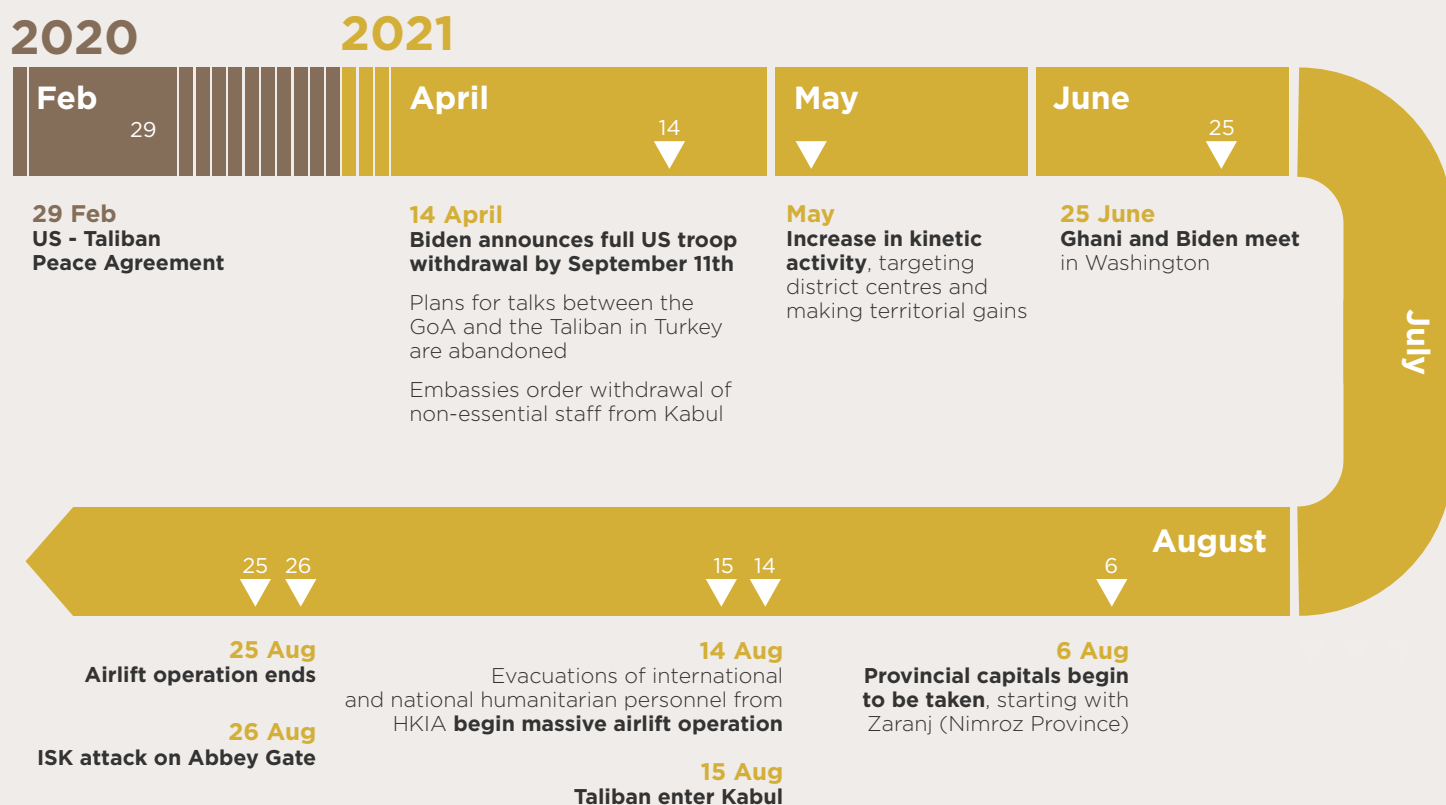 2020
2021
Feb
29
April
14
May
June
25
July
29 Feb
US - Taliban
Peace Agreement
14 April
Biden announces full US troop
withdrawal by September 11th
Plans for talks between the
GoA and the Taliban in Turkey
are abandoned
Embassies order withdrawal of
non-essential staff from Kabul
May
Increase in kinetic
activity, targeting
district centres and
making territorial gains
25 June
Ghani and Biden meet
in Washington
August
25
26
15
14
6
25 Aug
Airlift operation ends
26 Aug
ISK attack on Abbey Gate
14 Aug
Evacuations of international
and national humanitarian personnel from
HKIA begin massive airlift operation
15 Aug
Taliban enter Kabul
6 Aug
Provincial capitals begin
to be taken, starting with
Zaranj (Nimroz Province)